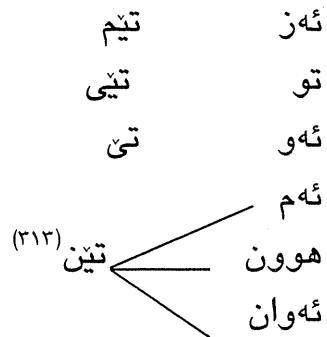 ئەز تێم
تو تێی
ئەو تێ
ئەم
هوون تێن (٣١٣)
ئەوان